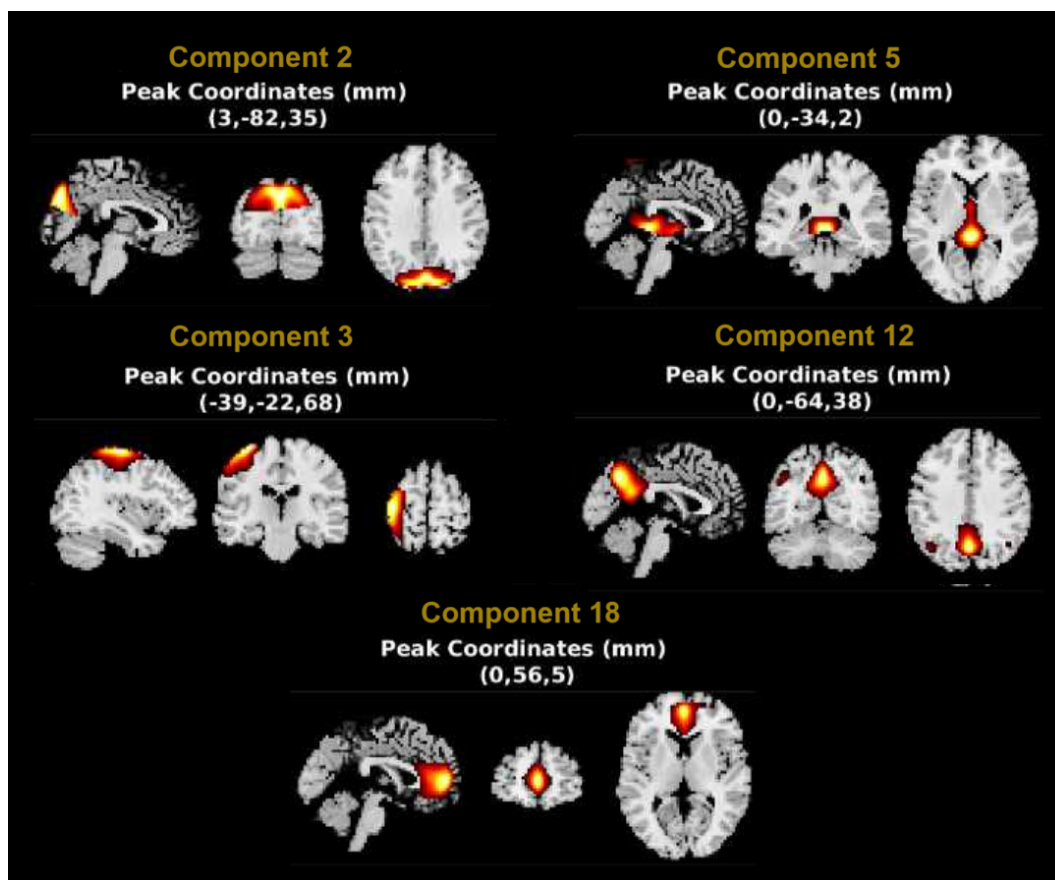 Component 2
Peak Coordinates (mm)
(3,-82,35)
Component 5
Peak Coordinates (mm)
(0,-34,2)
Component 3
Peak Coordinates (mm)
(-39,-22,68)
Component 12
Peak Coordinates (mm)
(0,-64,38)
Component 18
Peak Coordinates (mm)
(0,56,5)